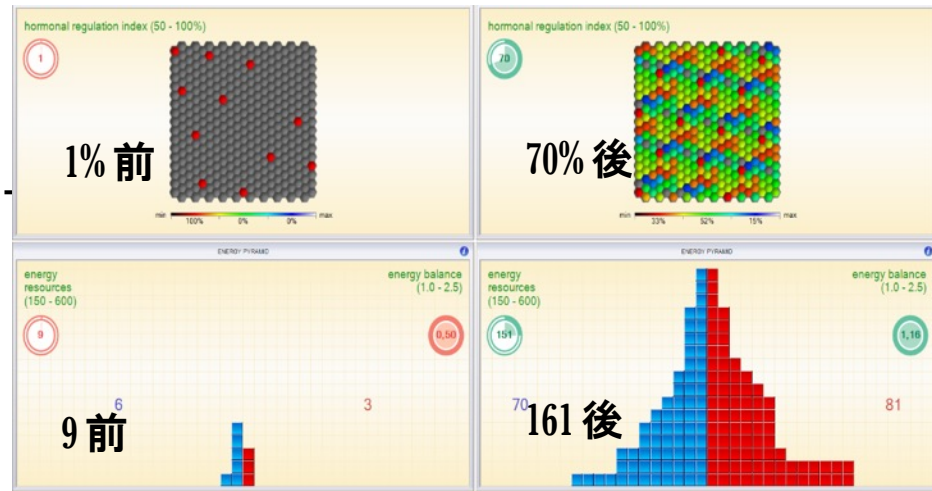 hormonal regulation index (50 - 100%)
1
1% 前
min 100% 0% 0% max
hormonal regulation index (50 - 100%)
70
70% 後
min 33% 52% 15% max
ENERGY PYRAMID
energy
resources
(150 - 600)
energy balance
(1.0 - 2.5)
9
0,50
6
3
9 前
ENERGY PYRAMID
energy
resources
(150 - 600)
energy balance
(1.0 - 2.5)
151
1,16
70
81
161 後